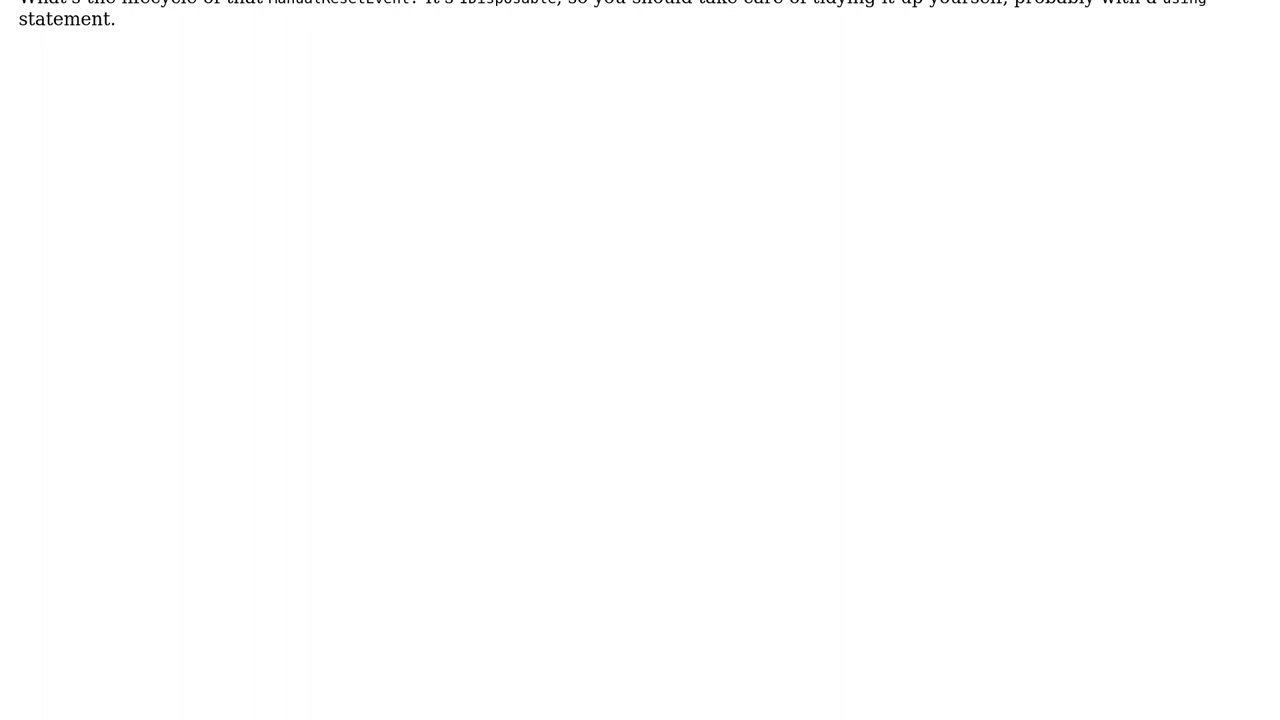 What's the lifecycle of that ManualResetEvent? It's IDisposable, so you should take care of tidying it up yourself, probably with a using
statement.